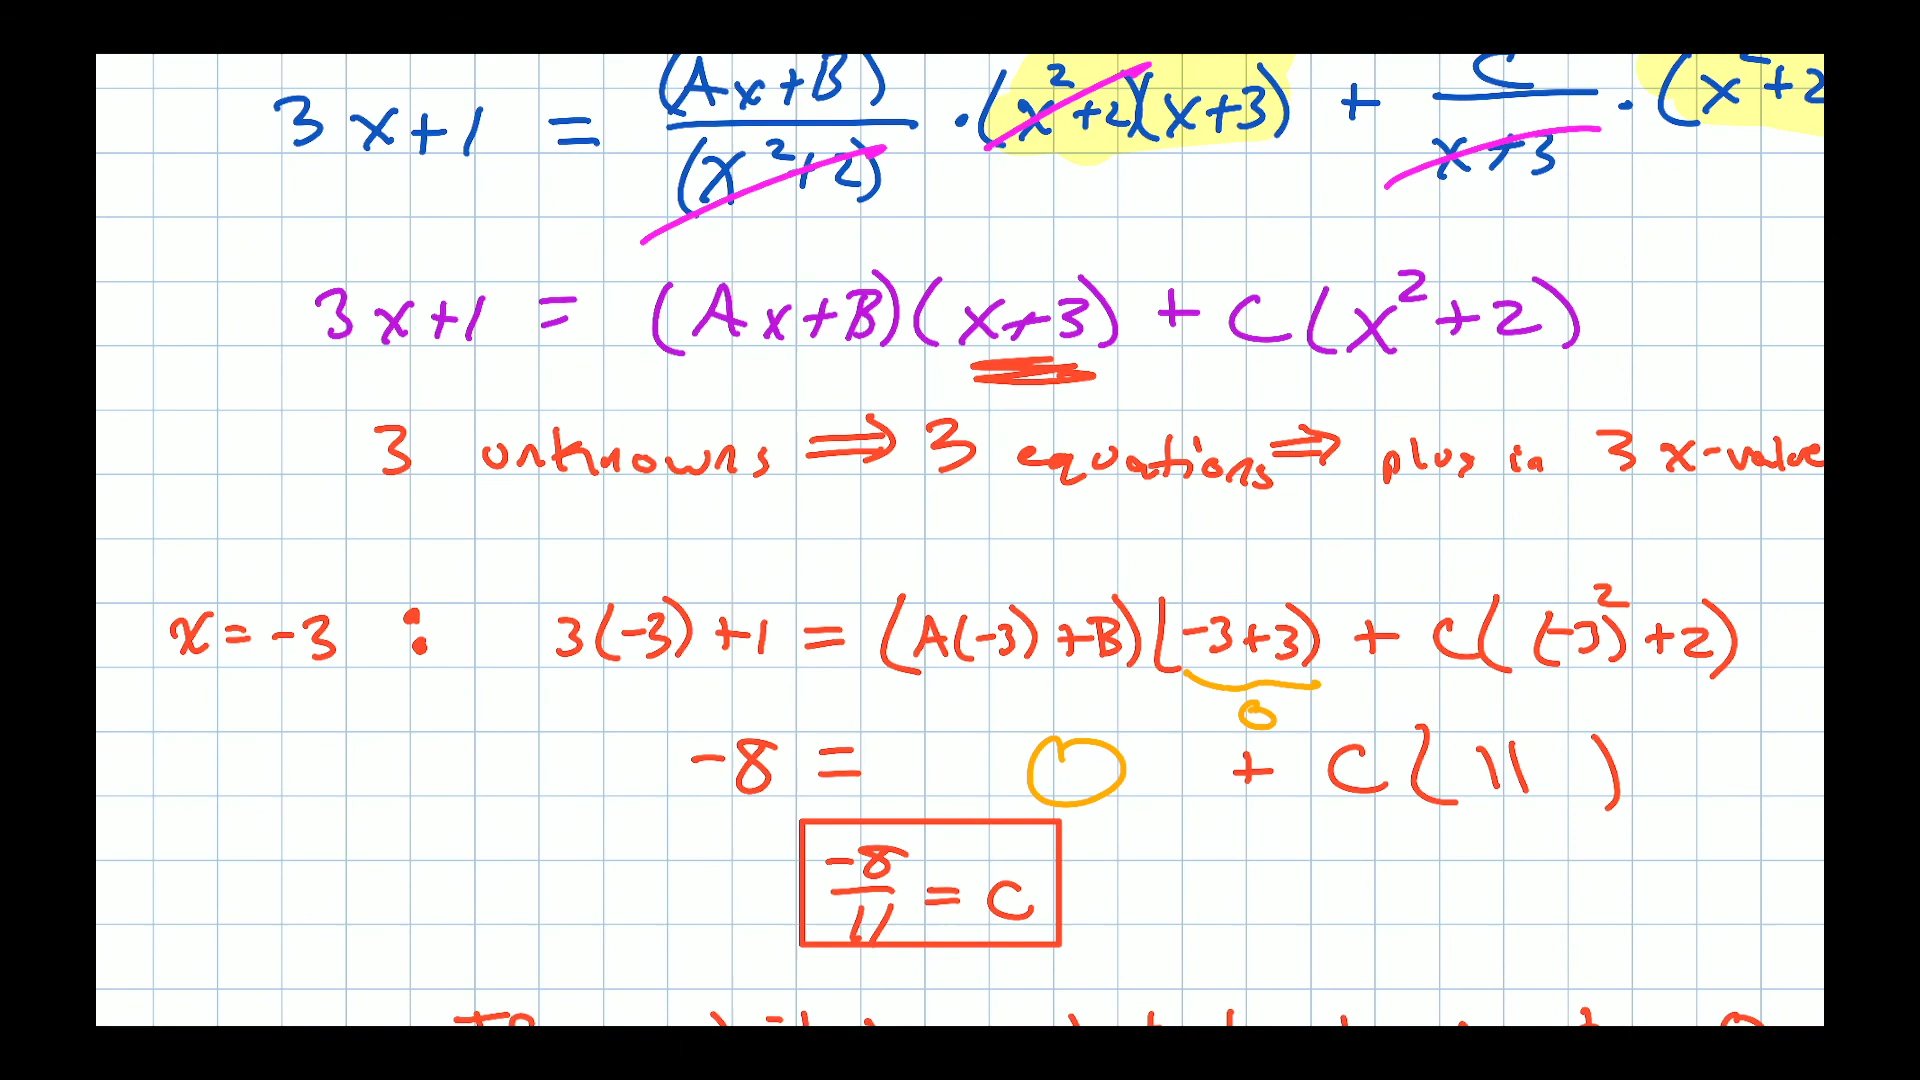 3x+1 = (Ax+B)/(x²+2) · (x²+2)(x+3) + C/(x+3) · (x²+2
3x+1 = (Ax+B)(x+3) + C(x²+2)
3 unknowns ⟹ 3 equations ⟹ plug in 3 x-value
x = -3 : 3(-3)+1 = (A(-3)+B)(-3+3) + C((-3)²+2)
0
-8 = 0 + C(11)
-8/11 = C